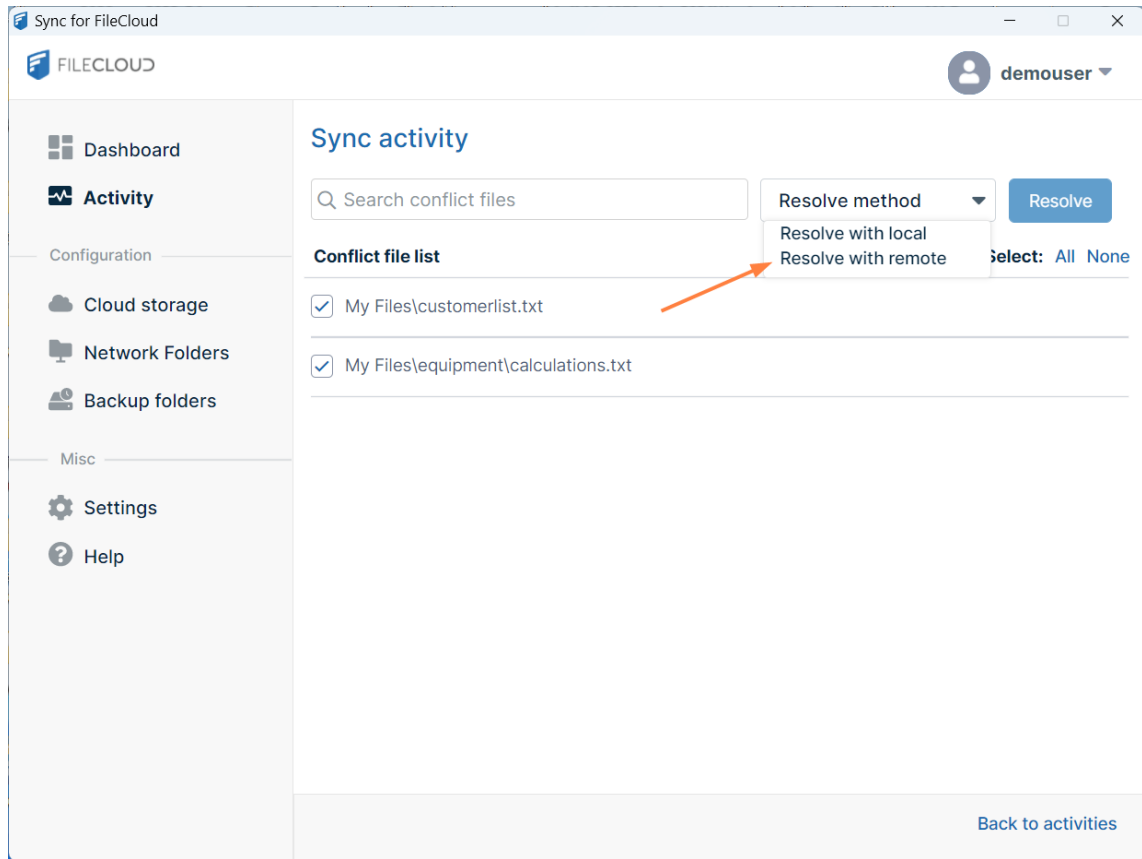 Sync for FileCloud
FILECLOUD
demouser
Dashboard
Activity
Configuration
Cloud storage
Network Folders
Backup folders
Misc
Settings
Help
Sync activity
Search conflict files
Resolve method
Resolve
Resolve with local
Resolve with remote
Conflict file list
Select: All None
My Files\customerlist.txt
My Files\equipment\calculations.txt
Back to activities